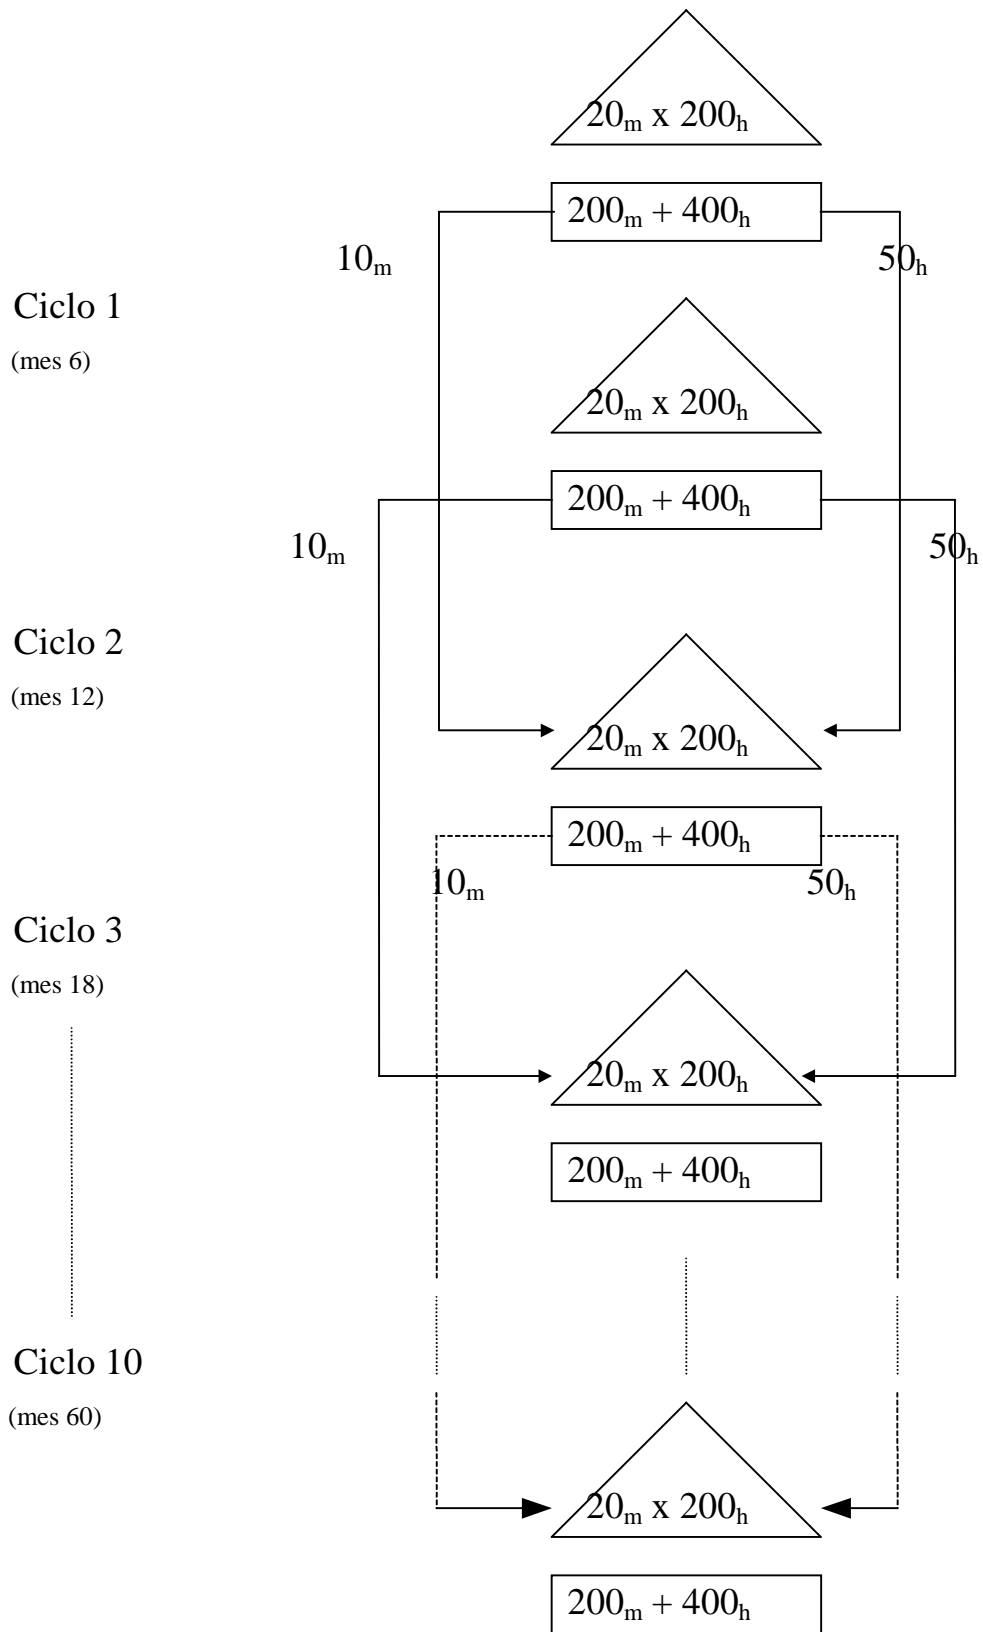 20m x 200h
200m + 400h
10m 50h
Ciclo 1
(mes 6)
20m x 200h
200m + 400h
10m 50h
Ciclo 2
(mes 12)
20m x 200h
200m + 400h
10m 50h
Ciclo 3
(mes 18)
20m x 200h
200m + 400h
Ciclo 10
(mes 60)
20m x 200h
200m + 400h